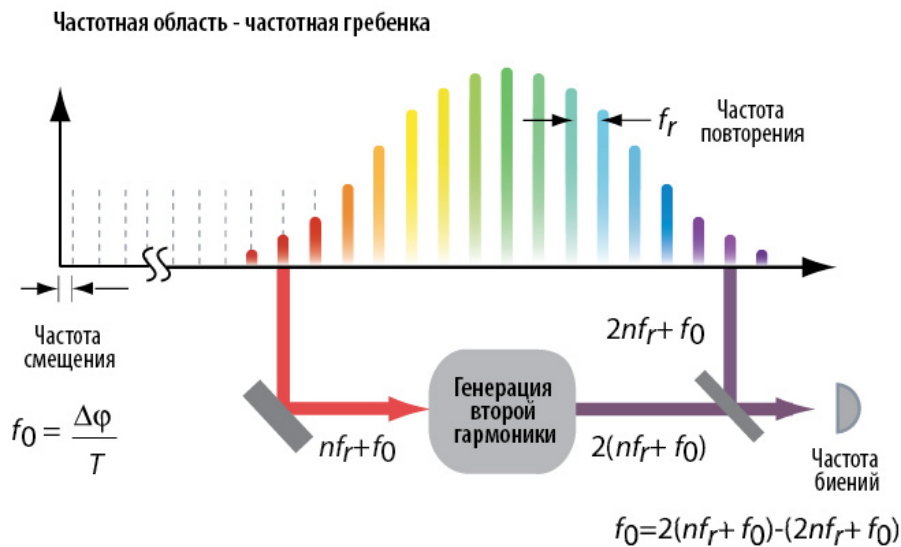 Частотная область - частотная гребенка
f_r
Частота
повторения
Частота
смещения
f_0 = Δφ / T
2nf_r + f_0
Генерация
второй
гармоники
nf_r+f_0
2(nf_r + f_0)
Частота
биений
f_0=2(nf_r+ f_0)-(2nf_r+ f_0)